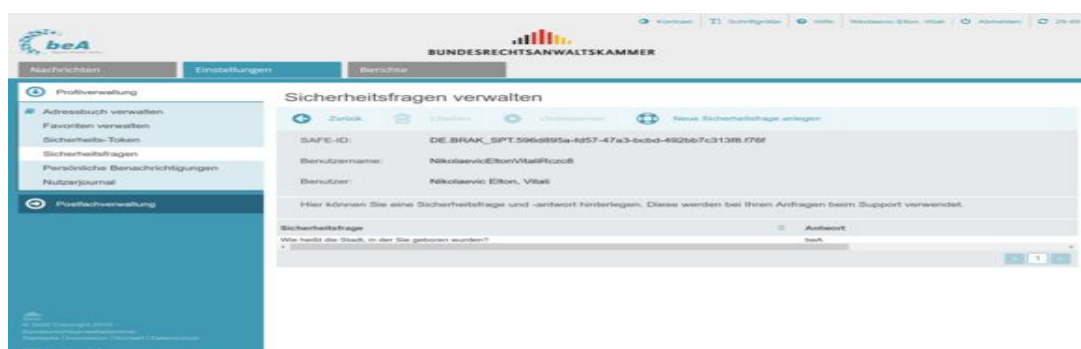 Kontrast Schriftgröße Hilfe Nikolaevic Elton, Vitali Abmelden
beA
BUNDESRECHTSANWALTSKAMMER
Nachrichten Einstellungen Berichte
Profilverwaltung
Sicherheitsfragen verwalten
Adressbuch verwalten
Zurück Löschen Umbenennen Neue Sicherheitsfrage anlegen
Favoriten verwalten
Sicherheits-Token
SAFE-ID: DE.BRAK_SPT.596d895a-fd57-47a3-bcbd-492bb7c313f8.f76f
Sicherheitsfragen
Benutzername: NikolaevicEltonVitaliRczc8
Persönliche Benachrichtigungen
Nutzerjournal
Benutzer: Nikolaevic Elton, Vitali
Postfachverwaltung
Hier können Sie eine Sicherheitsfrage und -antwort hinterlegen. Diese werden bei Ihren Anfragen beim Support verwendet.
Sicherheitsfrage Antwort
Wie heißt die Stadt, in der Sie geboren wurden? beA
1
Bundesrechtsanwaltskammer